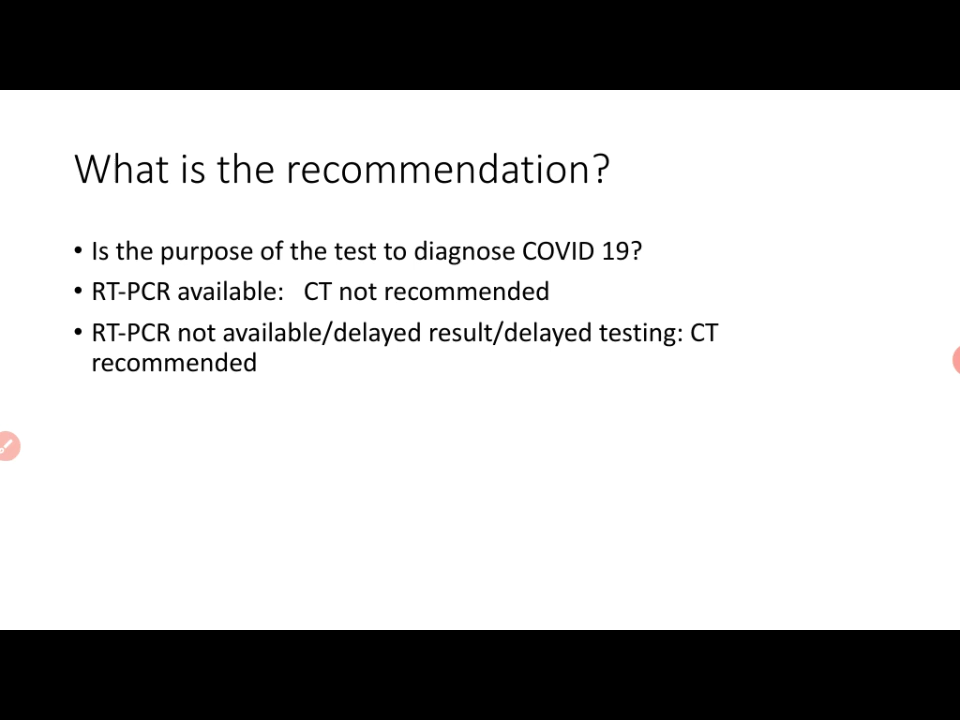 What is the recommendation?
• Is the purpose of the test to diagnose COVID 19?
• RT-PCR available:   CT not recommended
• RT-PCR not available/delayed result/delayed testing: CT
recommended